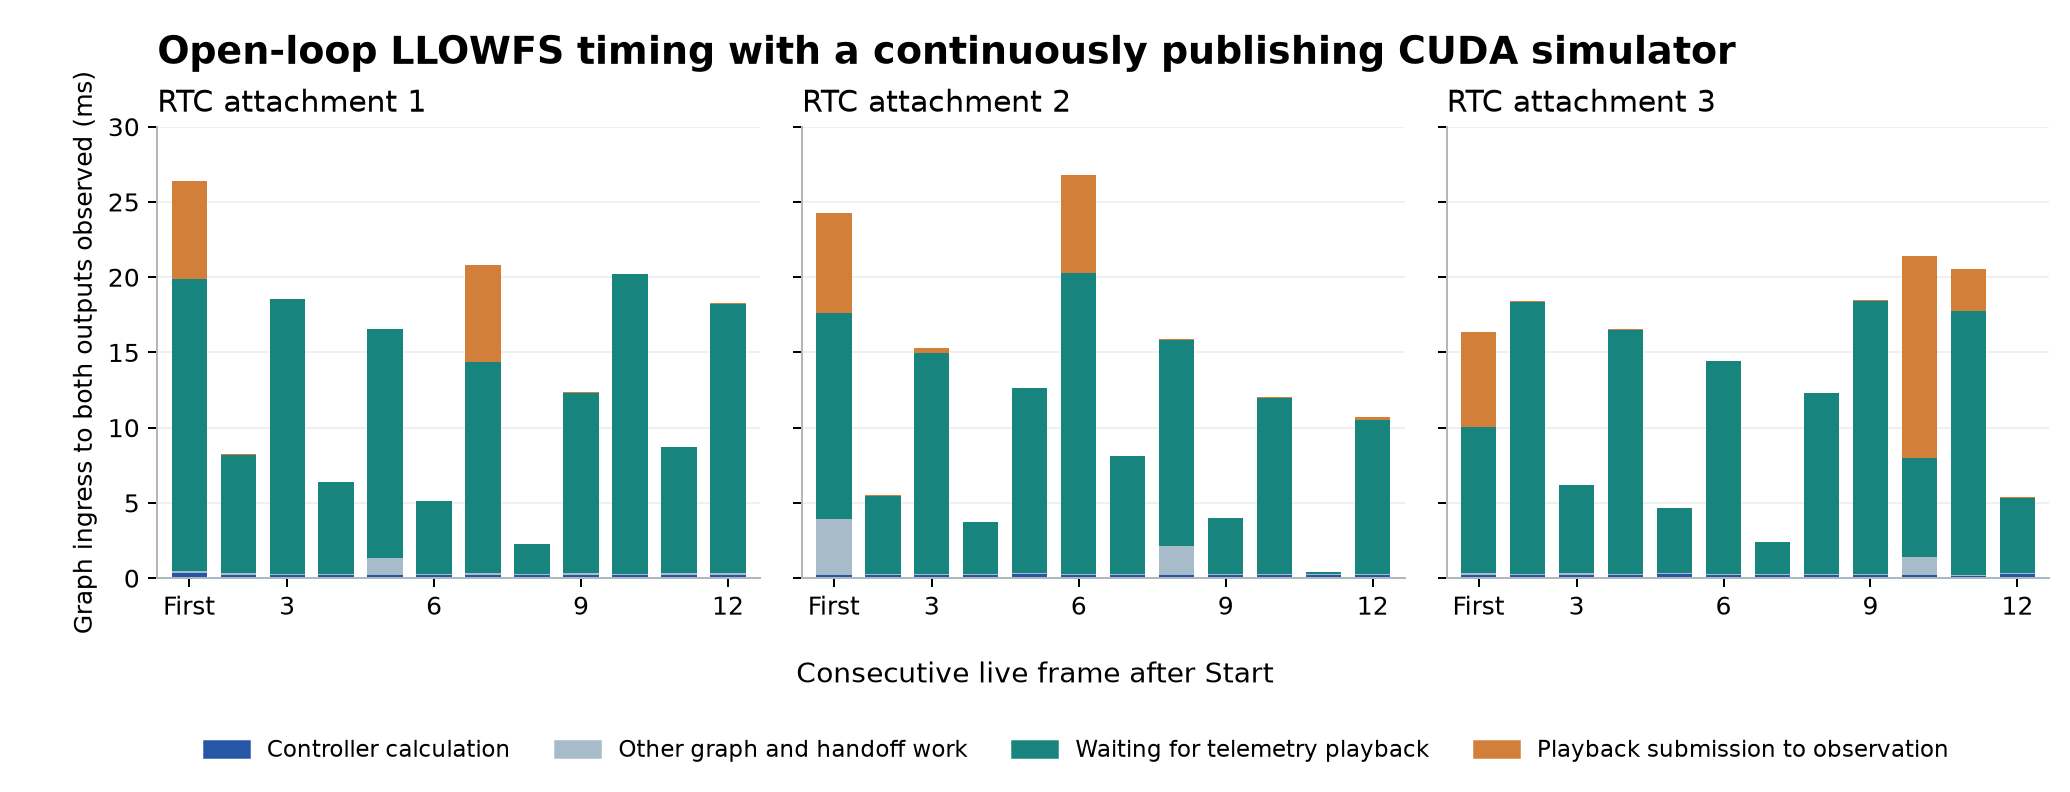 Open-loop LLOWFS timing with a continuously publishing CUDA simulator
RTC attachment 1
RTC attachment 2
RTC attachment 3
Graph ingress to both outputs observed (ms)
30
25
20
15
10
5
0
First 3 6 9 12
First 3 6 9 12
First 3 6 9 12
Consecutive live frame after Start
Controller calculation
Other graph and handoff work
Waiting for telemetry playback
Playback submission to observation